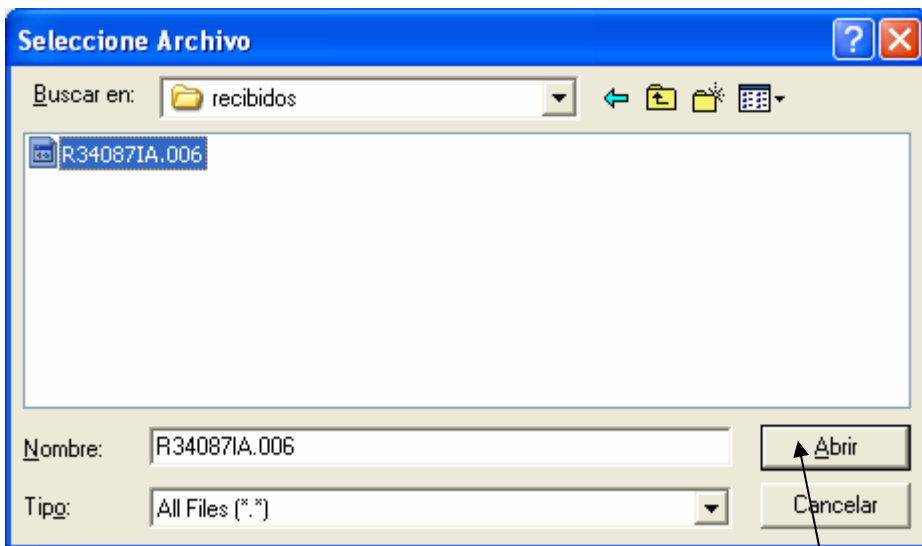 Seleccione Archivo
Buscar en: recibidos
R34087IA.006
Nombre: R34087IA.006 Abrir
Tipo: All Files (*.*) Cancelar